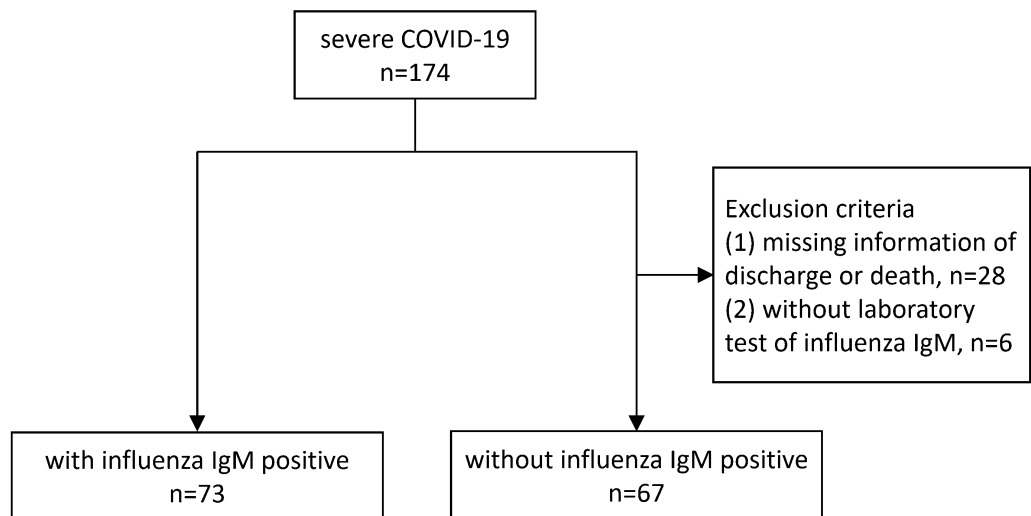 severe COVID-19
n=174
Exclusion criteria
(1) missing information of
discharge or death, n=28
(2) without laboratory
test of influenza IgM, n=6
with influenza IgM positive
n=73
without influenza IgM positive
n=67